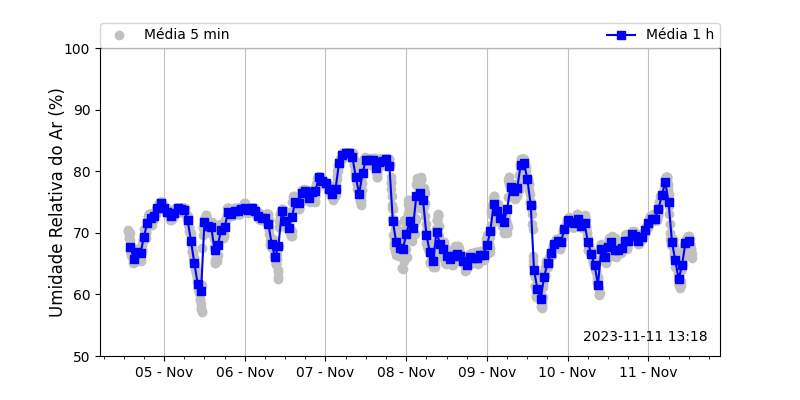 Média 5 min
Média 1 h
Umidade Relativa do Ar (%)
100
90
80
70
60
50
2023-11-11 13:18
05 - Nov
06 - Nov
07 - Nov
08 - Nov
09 - Nov
10 - Nov
11 - Nov